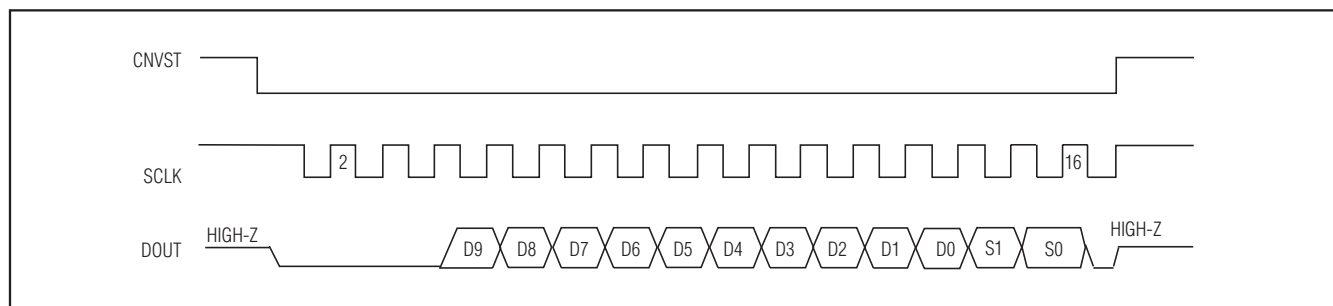 CNVST
SCLK 2 16
DOUT HIGH-Z D9 D8 D7 D6 D5 D4 D3 D2 D1 D0 S1 S0 HIGH-Z